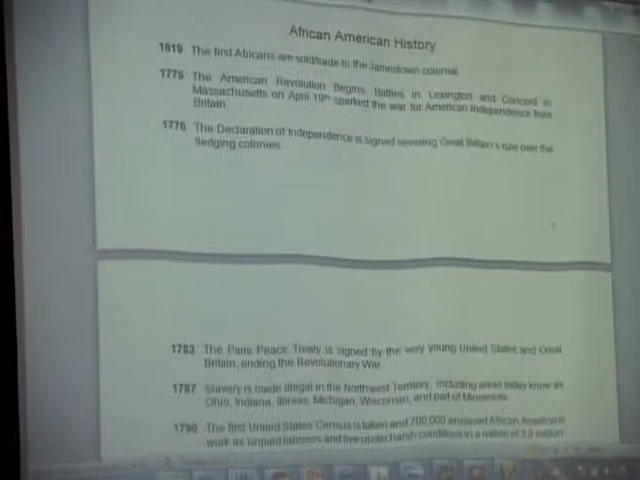 African American History
1619 The first Africans are sold/trade to the Jamestown colonial
1775 The American Revolution Begins Battles in Lexington and Concord in
Massachusetts on April 19th sparked the war for American Independence from
Britain
1776 The Declaration of Independence is signed severing Great Britain's rule over the
fledging colonies
1783 The Paris Peace Treaty is signed by the very young United States and Great
Britain, ending the Revolutionary War
1787 Slavery is made illegal in the Northwest Territory, including areas today know as
Ohio, Indiana, Illinois, Michigan, Wisconsin, and part of Minnesota
1790 The first United States Census is taken and 700,000 enslaved African Americans
work as unpaid laborers and live under harsh conditions in a nation of 3.9 million